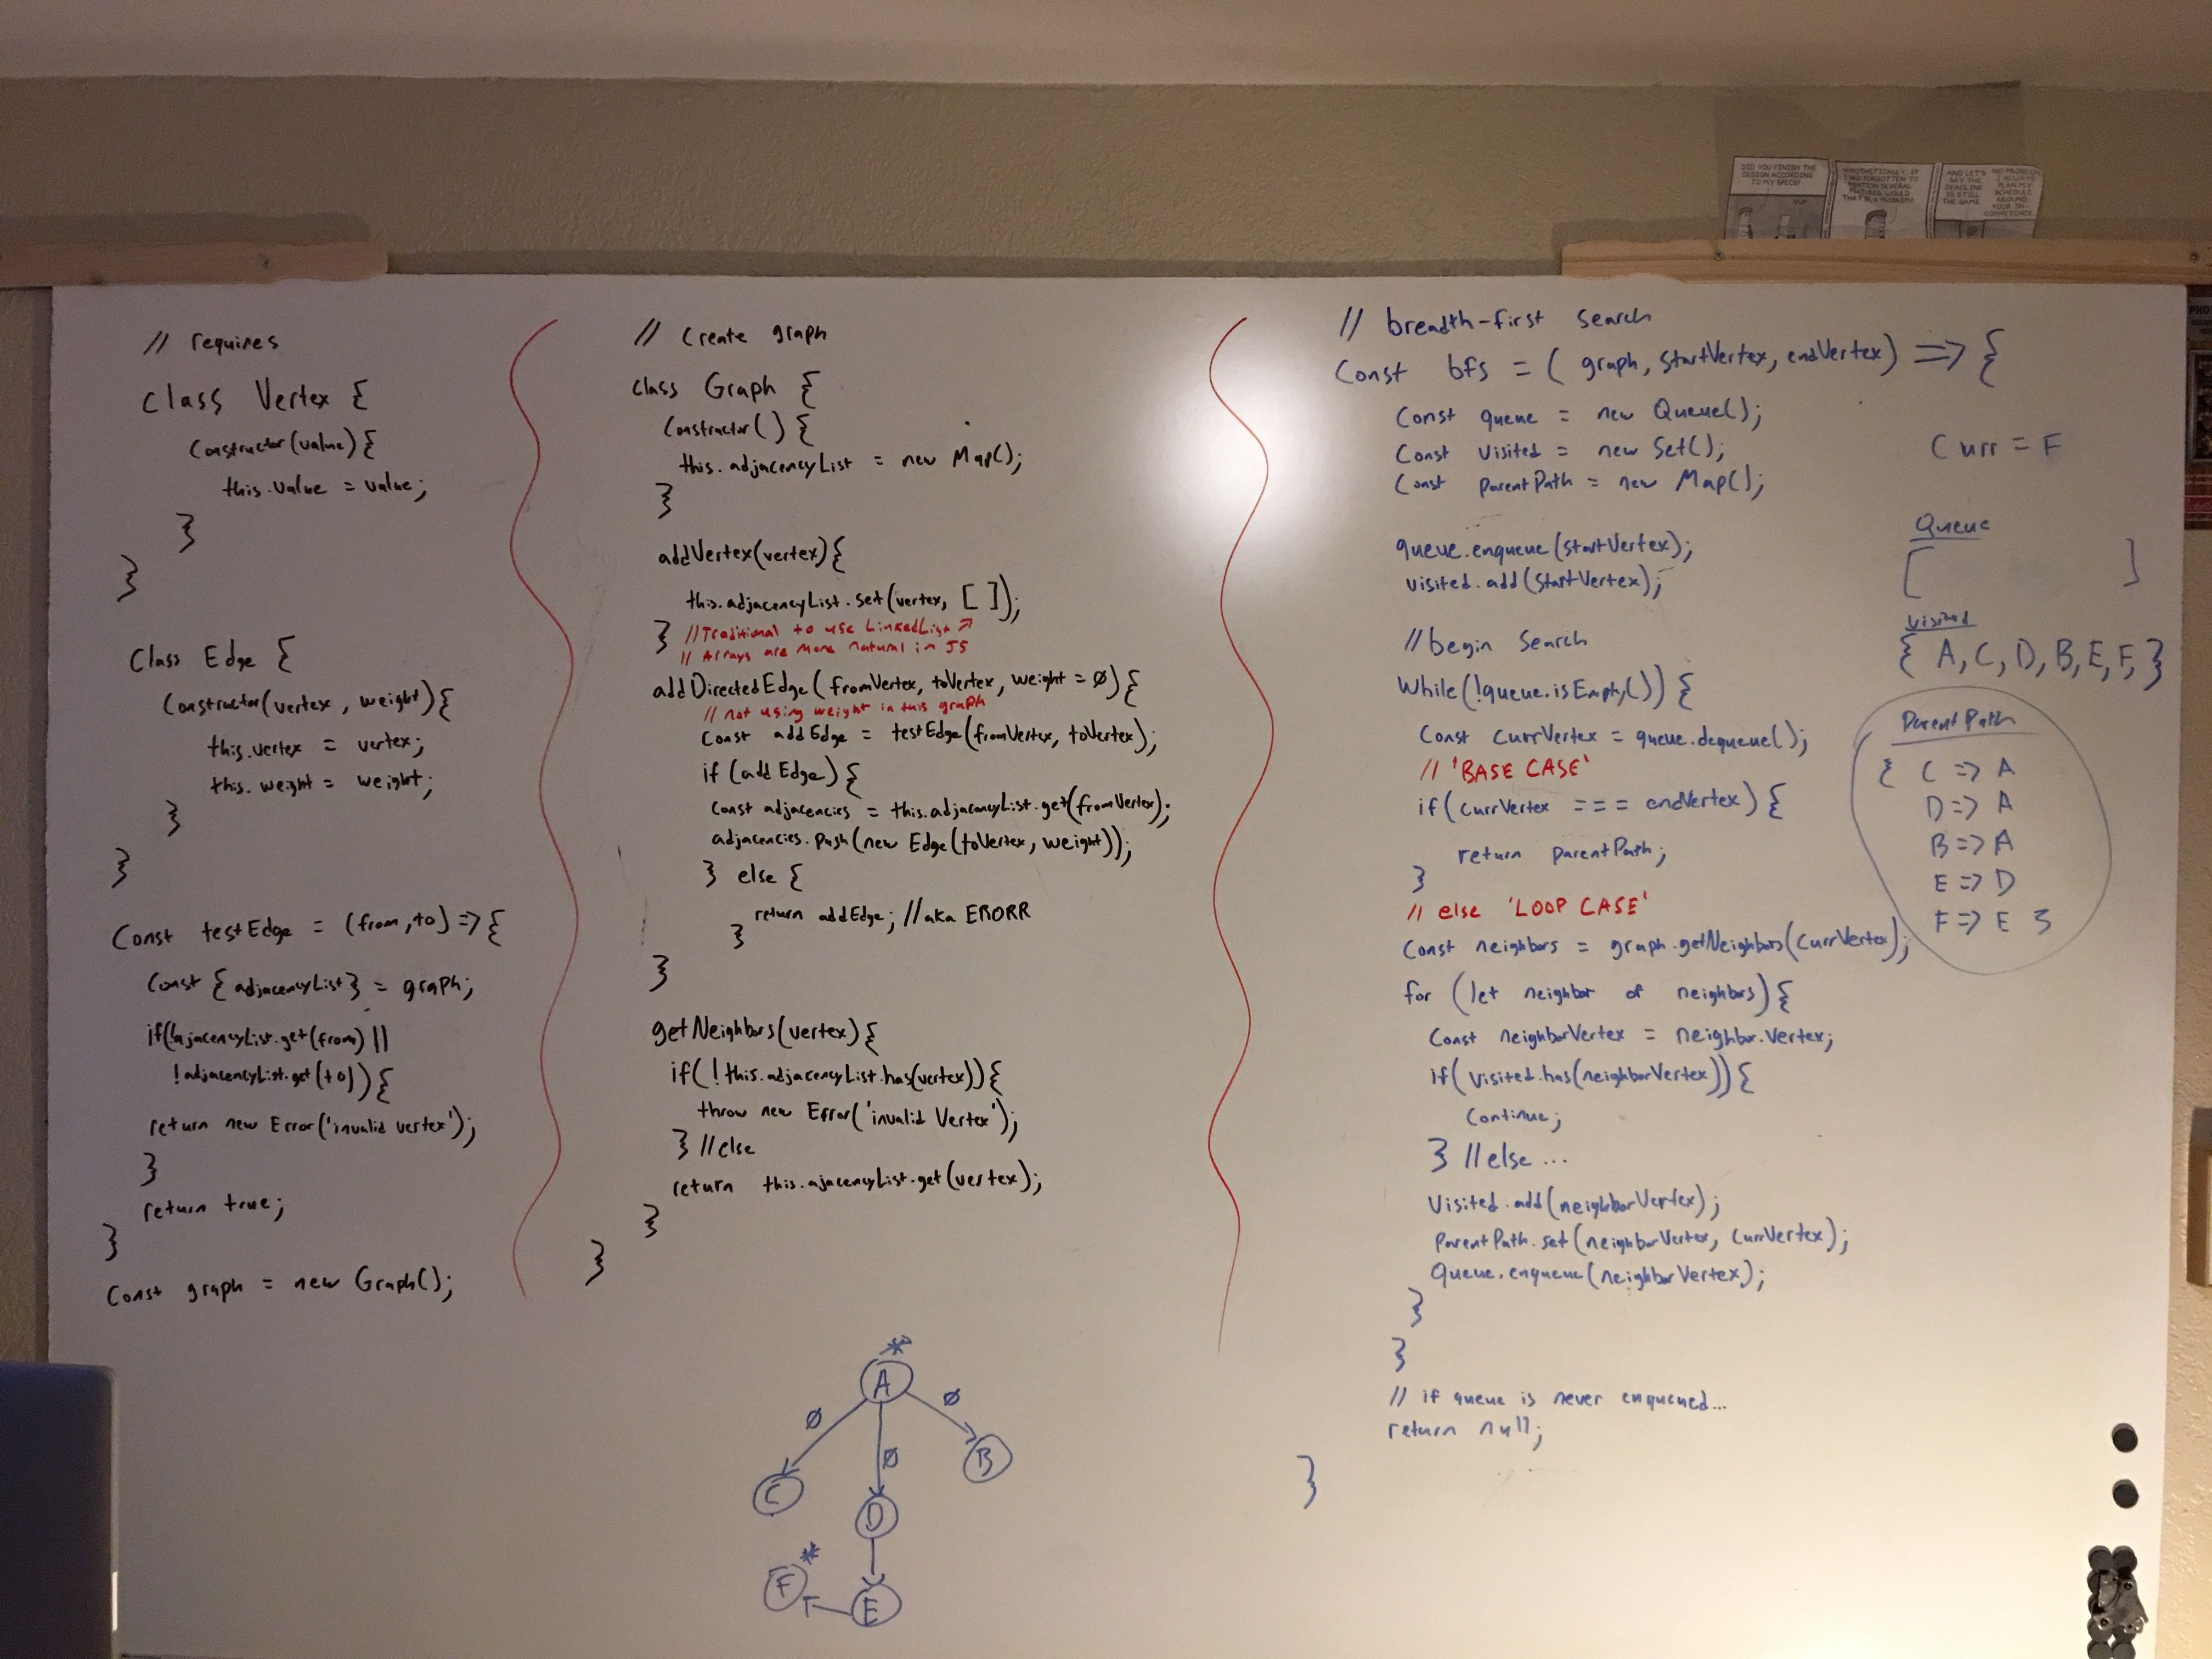 DID YOU FINISH THE
DESIGN ACCORDING
TO MY SPECS?
YUP
HYPOTHETICALLY, IF
I HAD FORGOTTEN TO
MENTION SEVERAL
FEATURES, WOULD
THAT BE A PROBLEM?
AND LET'S
SAY THE
DEADLINE
IS STILL
THE SAME.
NO PROBLEM.
I ALWAYS
PLAN MY
SCHEDULE
AROUND
YOUR IN-
COMPETENCE.
// requires
class Vertex {
constructor(value){
this.value = value;
}
}
Class Edge {
Constructor(vertex, weight){
this.vertex = vertex;
this.weight = weight;
}
}
Const testEdge = (from,to) => {
Const { adjacencyList } = graph;
if(!ajacencyList.get(from) ||
!adjacencyList.get(to)){
return new Error('invalid vertex');
}
return true;
}
Const graph = new Graph();
// Create graph
class Graph {
Constructor() {
this.adjacencyList = new Map();
}
addVertex(vertex){
this.adjacencyList.set(vertex, [ ]);
} //Traditional to use LinkedList ↗
// Arrays are more natural in JS
addDirectedEdge(fromVertex, toVertex, weight = Ø){
// not using weight in this graph
Const addEdge = testEdge(fromVertex, toVertex);
if (addEdge){
Const adjacencies = this.adjacencyList.get(fromVertex);
adjacencies.push(new Edge(toVertex, weight));
} else {
return addEdge; //aka ERORR
}
}
getNeighbors(vertex){
if(!this.adjacencyList.has(vertex)){
throw new Error('invalid Vertex');
} //else
return this.ajacencyList.get(vertex);
}
}
*
A
Ø Ø
Ø
C D B
*
F E
// breadth-first search
Const bfs = ( graph, startVertex, endVertex) => {
Const queue = new Queue();
Const visited = new Set();
Const parentPath = new Map();
queue.enqueue(startVertex);
visited.add(startVertex);
//begin search
While(!queue.isEmpty()) {
Const currVertex = queue.dequeue();
// 'BASE CASE'
if(currVertex === endVertex) {
return parentPath;
}
// else 'LOOP CASE'
Const neighbors = graph.getNeighbors(currVertex);
for (let neighbor of neighbors){
Const neighborVertex = neighbor.vertex;
if(visited.has(neighborVertex)){
Continue;
} //else ...
Visited.add(neighborVertex);
parentPath.set(neighborVertex, currVertex);
Queue.enqueue(neighborVertex);
}
}
// if queue is never enqueued...
return null;
}
Curr = F
Queue
[ ]
visited
{ A, C, D, B, E, F, }
ParentPath
{ C => A
D => A
B => A
E => D
F => E }